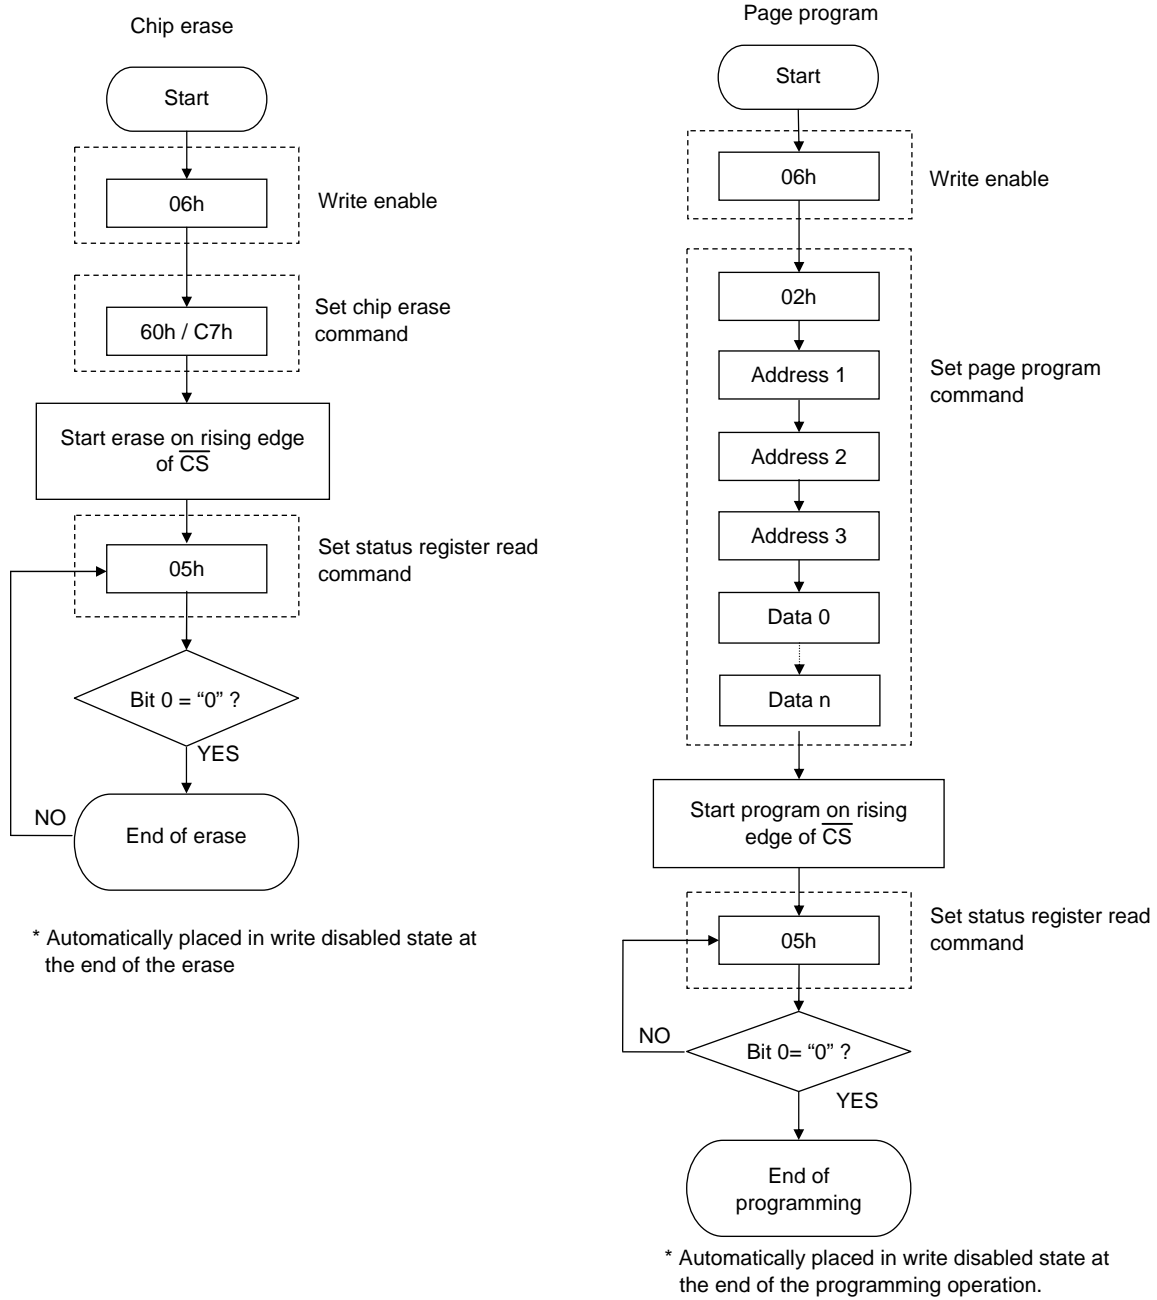 Chip erase
Start
06h
Write enable
60h / C7h
Set chip erase
command
Start erase on rising edge
of C̅S̅
05h
Set status register read
command
Bit 0 = “0” ?
YES
NO
End of erase
* Automatically placed in write disabled state at
the end of the erase
Page program
Start
06h
Write enable
02h
Address 1
Set page program
command
Address 2
Address 3
Data 0
Data n
Start program on rising
edge of C̅S̅
05h
Set status register read
command
NO
Bit 0= “0” ?
YES
End of
programming
* Automatically placed in write disabled state at
the end of the programming operation.